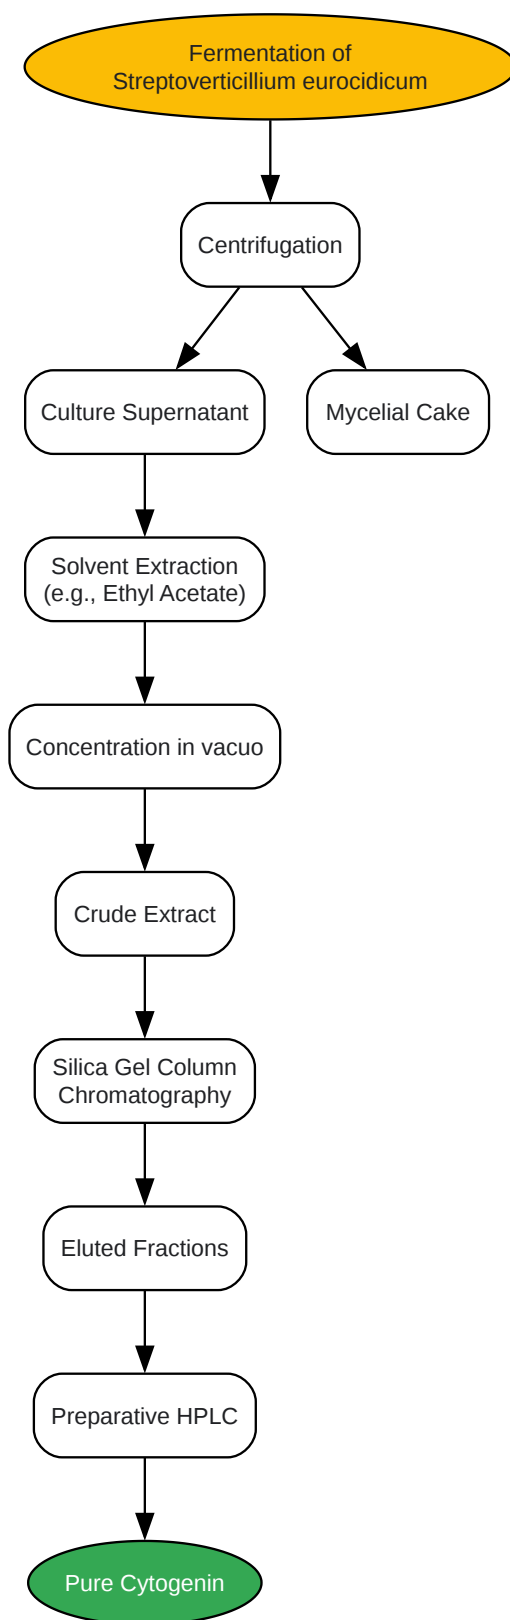 Fermentation of
Streptoverticillium eurocidicum
Centrifugation
Culture Supernatant
Mycelial Cake
Solvent Extraction
(e.g., Ethyl Acetate)
Concentration in vacuo
Crude Extract
Silica Gel Column
Chromatography
Eluted Fractions
Preparative HPLC
Pure Cytogenin